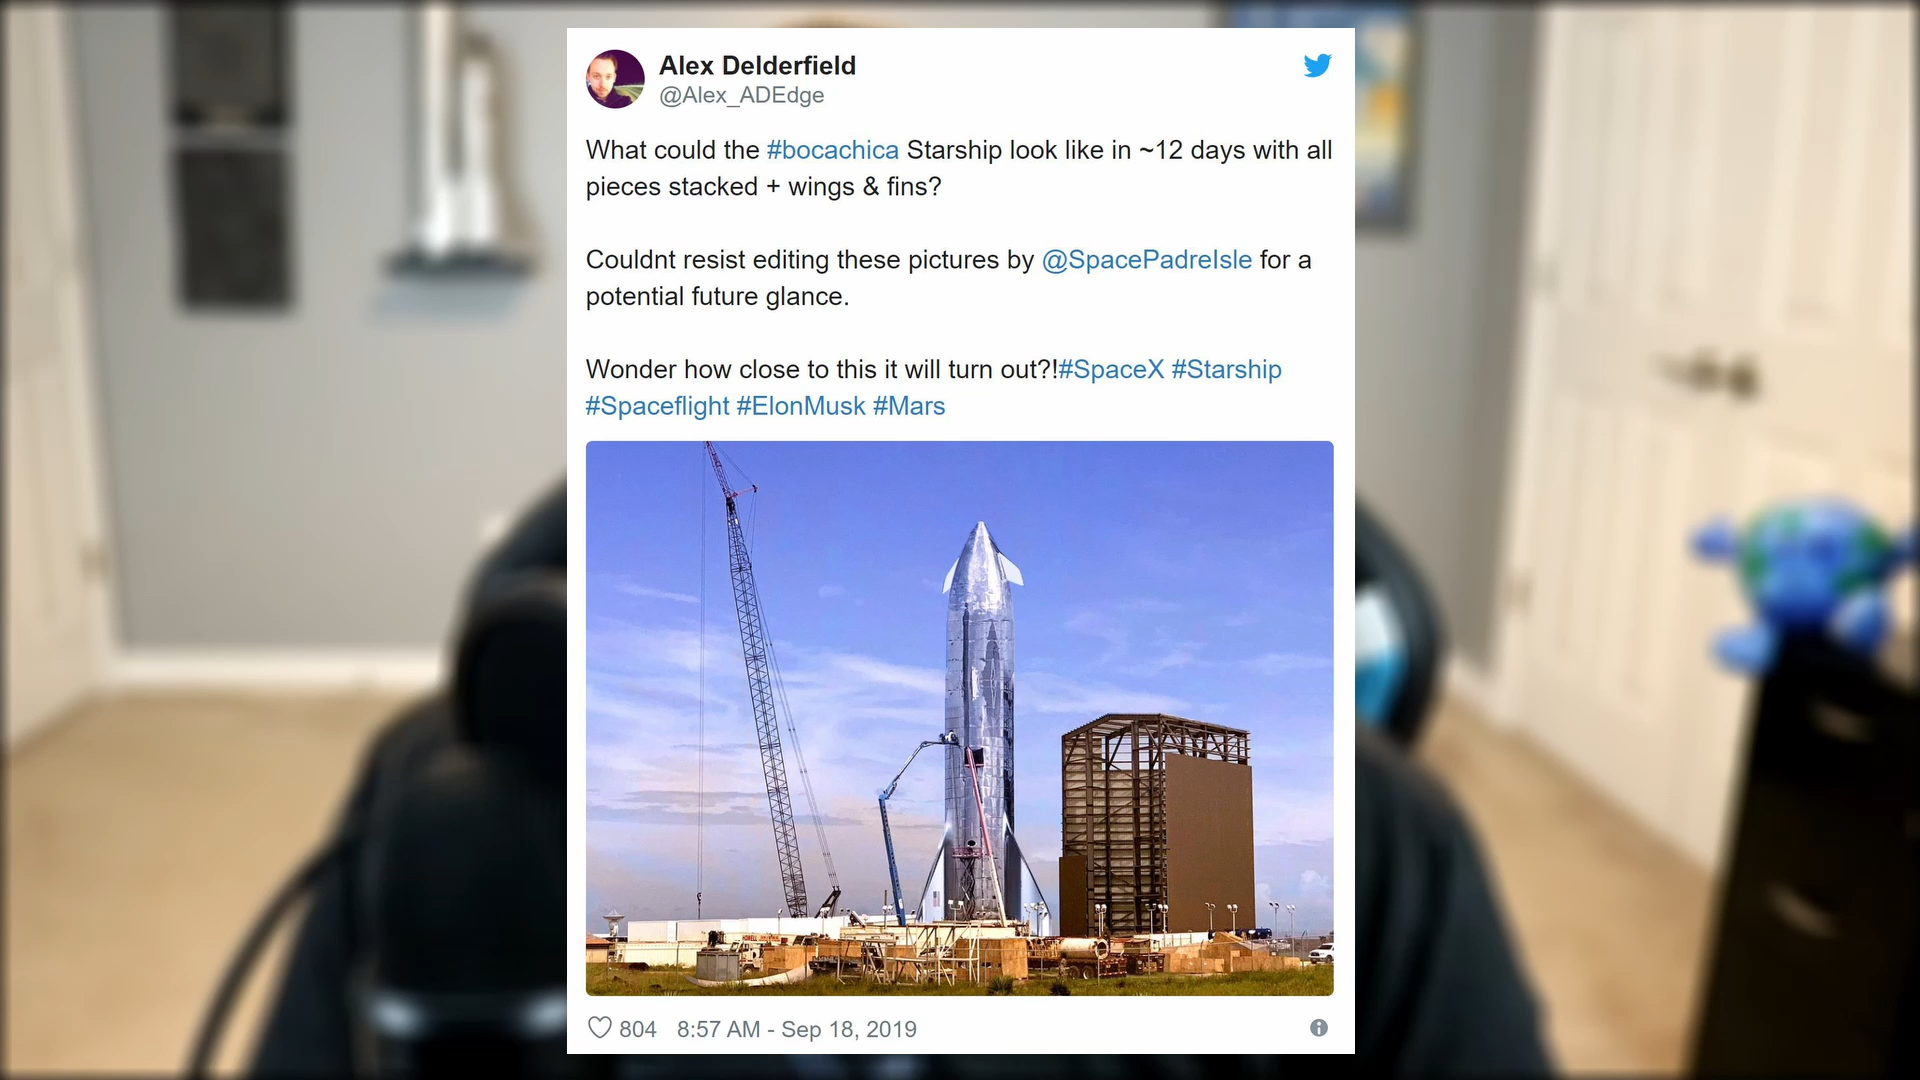 Alex Delderfield
@Alex_ADEdge
What could the #bocachica Starship look like in ~12 days with all
pieces stacked + wings & fins?
Couldnt resist editing these pictures by @SpacePadreIsle for a
potential future glance.
Wonder how close to this it will turn out?!#SpaceX #Starship
#Spaceflight #ElonMusk #Mars
804 8:57 AM - Sep 18, 2019